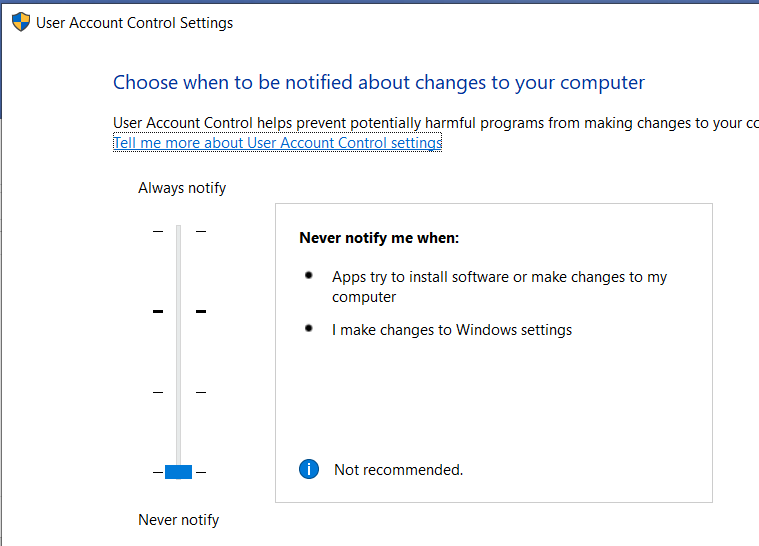 User Account Control Settings
Choose when to be notified about changes to your computer
User Account Control helps prevent potentially harmful programs from making changes to your
Tell me more about User Account Control settings
Always notify
Never notify me when:
Apps try to install software or make changes to my
computer
I make changes to Windows settings
Not recommended.
Never notify